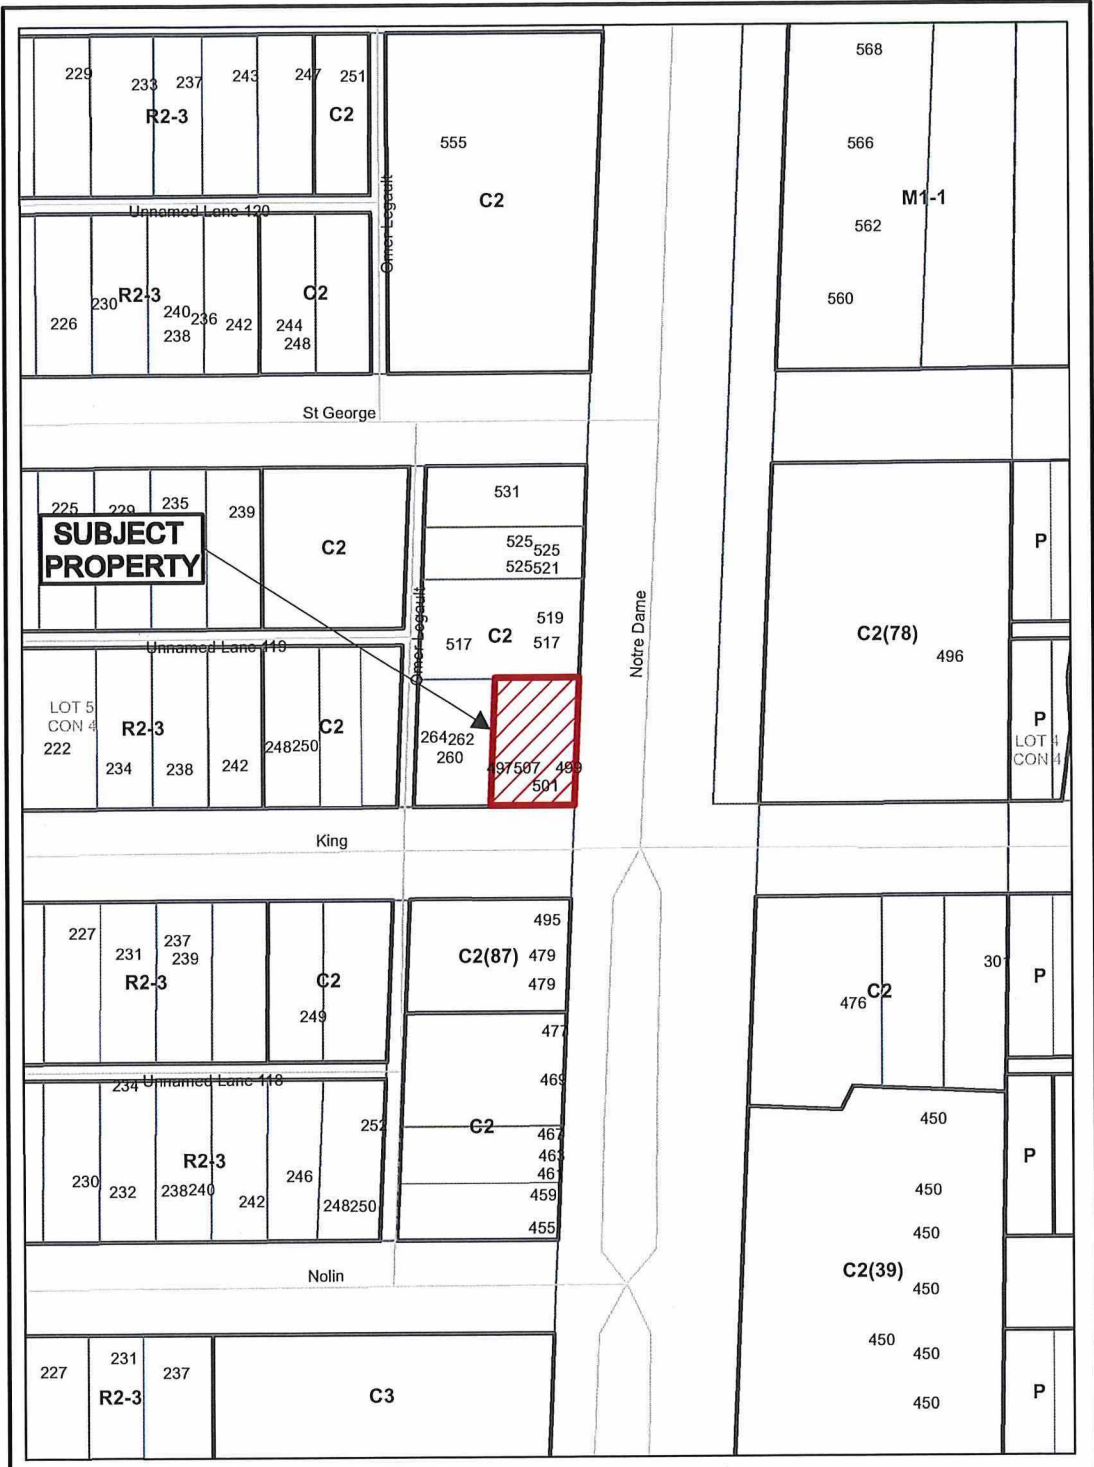 229
233
237
243
247
251
R2-3
C2
555
C2
568
566
M1-1
562
560
Omer Legault
Unnamed Lane 120
R2-3
C2
226
230
240
236
238
242
244
248
St George
225
229
235
239
SUBJECT
PROPERTY
C2
531
525
525
525
521
519
517
C2
517
Omer Legault
Notre Dame
C2(78)
496
P
Unnamed Lane 119
LOT 5
CON 4
222
R2-3
234
238
242
248
250
C2
264
262
260
497
507
499
501
P
LOT 4
CON 4
King
227
231
237
239
R2-3
C2
249
495
C2(87)
479
479
477
469
C2
467
463
461
459
455
476
C2
301
P
234
Unnamed Lane 118
252
R2-3
230
232
238
240
242
246
248
250
450
P
450
450
C2(39)
450
450
450
450
P
Nolin
227
231
237
R2-3
C3